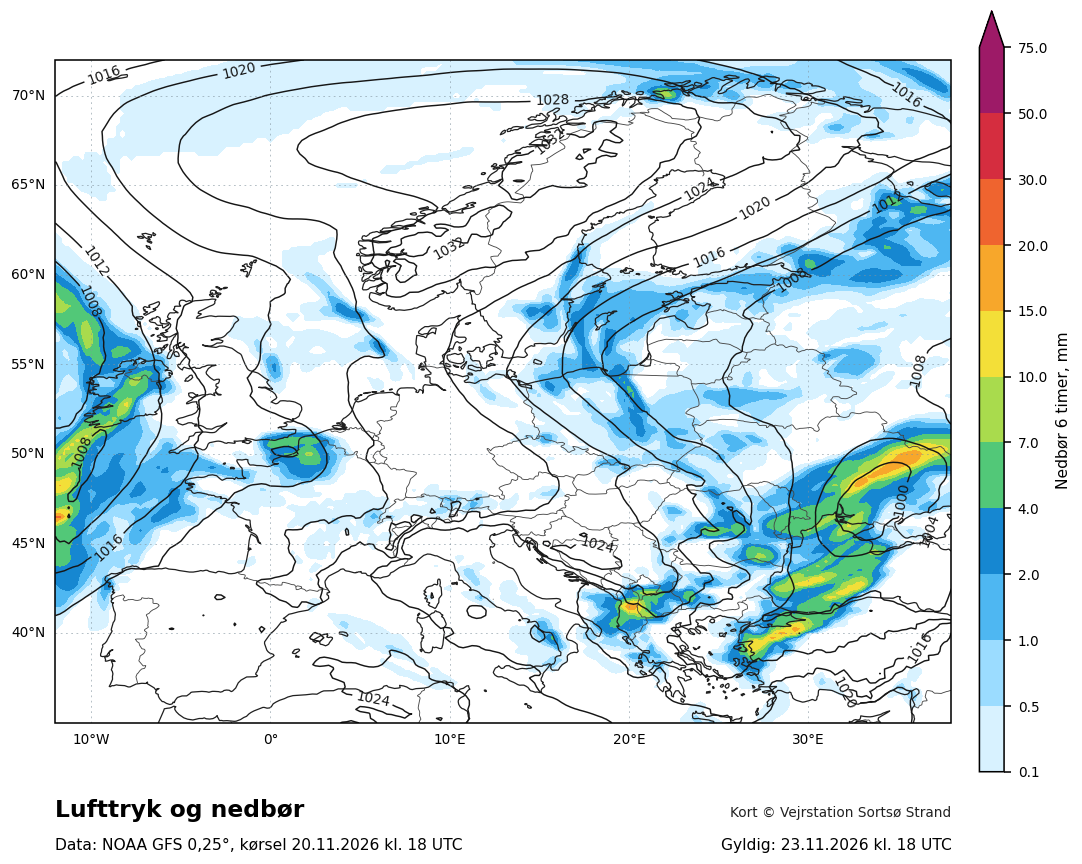 1016
1020
1028
1016
1032
1024
1020
1012
1032
1016
1008
1012
1008
1008
1008
1000
1004
1016
1024
1016
1024
70°N
65°N
60°N
55°N
50°N
45°N
40°N
10°W
0°
10°E
20°E
30°E
75.0
50.0
30.0
20.0
15.0
10.0
7.0
4.0
2.0
1.0
0.5
0.1
Nedbør 6 timer, mm
Lufttryk og nedbør
Kort © Vejrstation Sortsø Strand
Data: NOAA GFS 0,25°, kørsel 20.11.2026 kl. 18 UTC
Gyldig: 23.11.2026 kl. 18 UTC